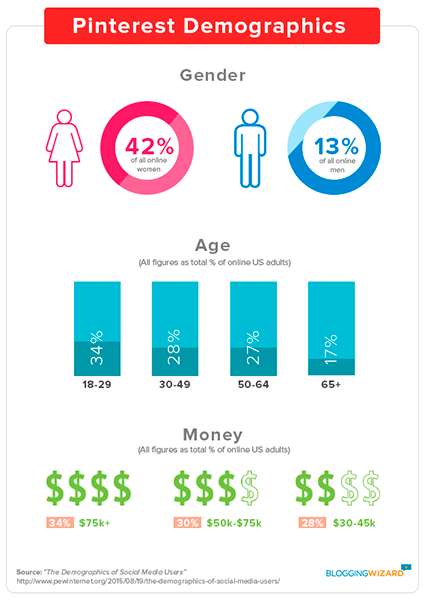 Pinterest Demographics
Gender
42%
of all online
women
13%
of all online
men
Age
(All figures as total % of online US adults)
34%
28%
27%
17%
18-29
30-49
50-64
65+
Money
(All figures as total % of online US adults)
$$$$ $$$$ $$$$
34% $75k+ 30% $50k-$75k 28% $30-45k
Source: "The Demographics of Social Media Users"
http://www.pewinternet.org/2015/08/19/the-demographics-of-social-media-users/
BLOGGINGWIZARD